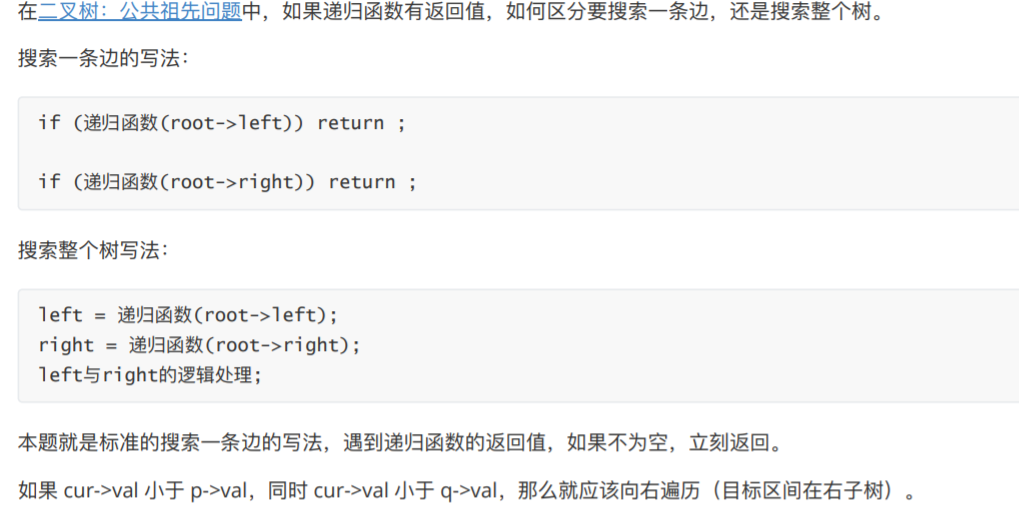 在二叉树：公共祖先问题中，如果递归函数有返回值，如何区分要搜索一条边，还是搜索整个树。
搜索一条边的写法：
if (递归函数(root->left)) return ;
if (递归函数(root->right)) return ;
搜索整个树写法：
left = 递归函数(root->left);
right = 递归函数(root->right);
left与right的逻辑处理;
本题就是标准的搜索一条边的写法，遇到递归函数的返回值，如果不为空，立刻返回。
如果 cur->val 小于 p->val，同时 cur->val 小于 q->val，那么就应该向右遍历（目标区间在右子树）。